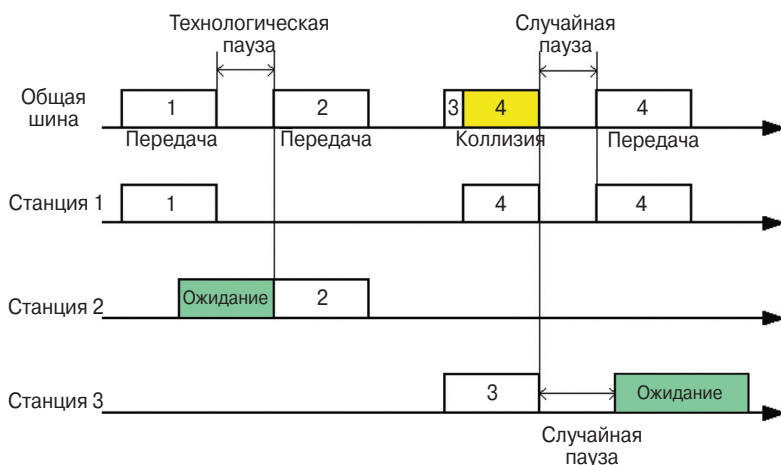 Технологическая
пауза
Случайная
пауза
Общая
шина
1
2
3
4
4
Передача
Передача
Коллизия
Передача
Станция 1
1
4
4
Станция 2
Ожидание
2
Станция 3
3
Ожидание
Случайная
пауза